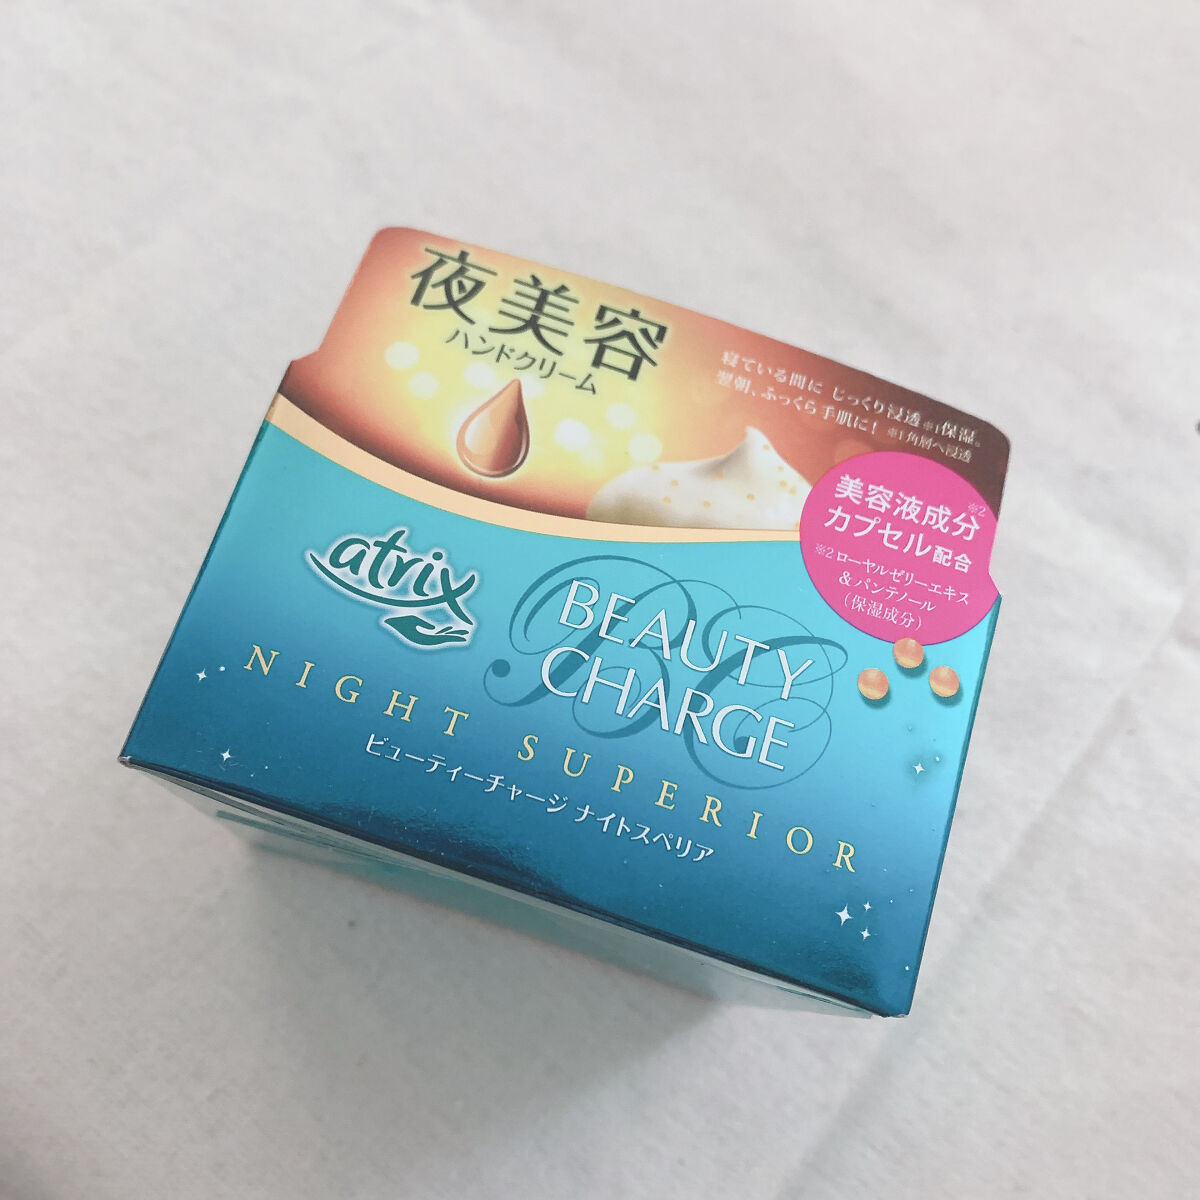 夜美容
ハンドクリーム
寝ている間に じっくり浸透※1保湿。
翌朝、ふっくら手肌に! ※1角層へ浸透
美容液成分※2
カプセル配合
※2ローヤルゼリーエキス
&パンテノール
(保湿成分)
atrix
BC
BEAUTY
CHARGE
NIGHT SUPERIOR
ビューティーチャージ ナイトスペリア